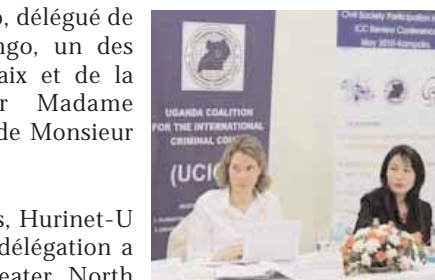 o, délégué de
ngo, un des
aix et de la
r Madame
de Monsieur
s, Hurinet-U
délégation a
eater North
UGANDA COALITION
FOR THE INTERNATIONAL
CRIMINAL COU
(UCIC
Civil Society Participation in
ICC Review Conference
May 2010-Kampala